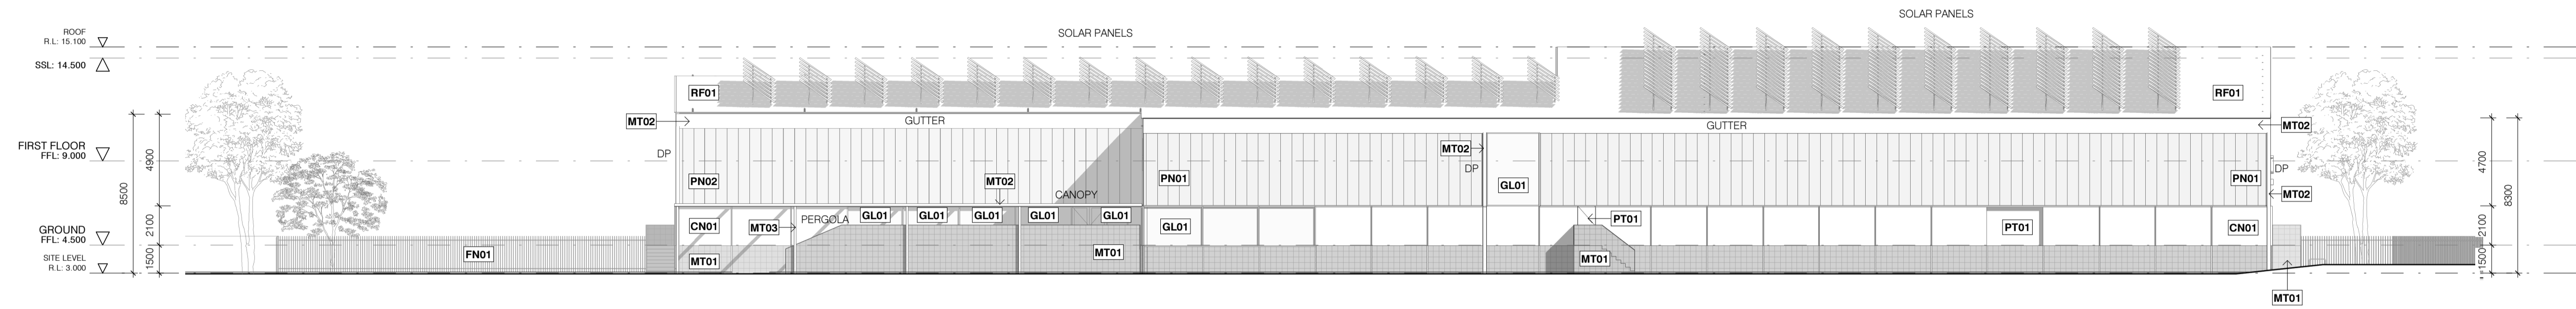 SOLAR PANELS
SOLAR PANELS
ROOF
R.L: 15.100
SSL: 14.500
RF01
RF01
MT02
GUTTER
GUTTER
MT02
FIRST FLOOR
FFL: 9.000
DP
MT02
DP
DP
4900
4700
8500
8300
PN02
MT02
PN01
GL01
PN01
MT02
CANOPY
GROUND
FFL: 4.500
2100
CN01
MT03
PERGOLA
GL01
GL01
GL01
GL01
GL01
GL01
PT01
PT01
CN01
2100
SITE LEVEL
R.L: 3.000
1500
FN01
MT01
MT01
MT01
1500
MT01